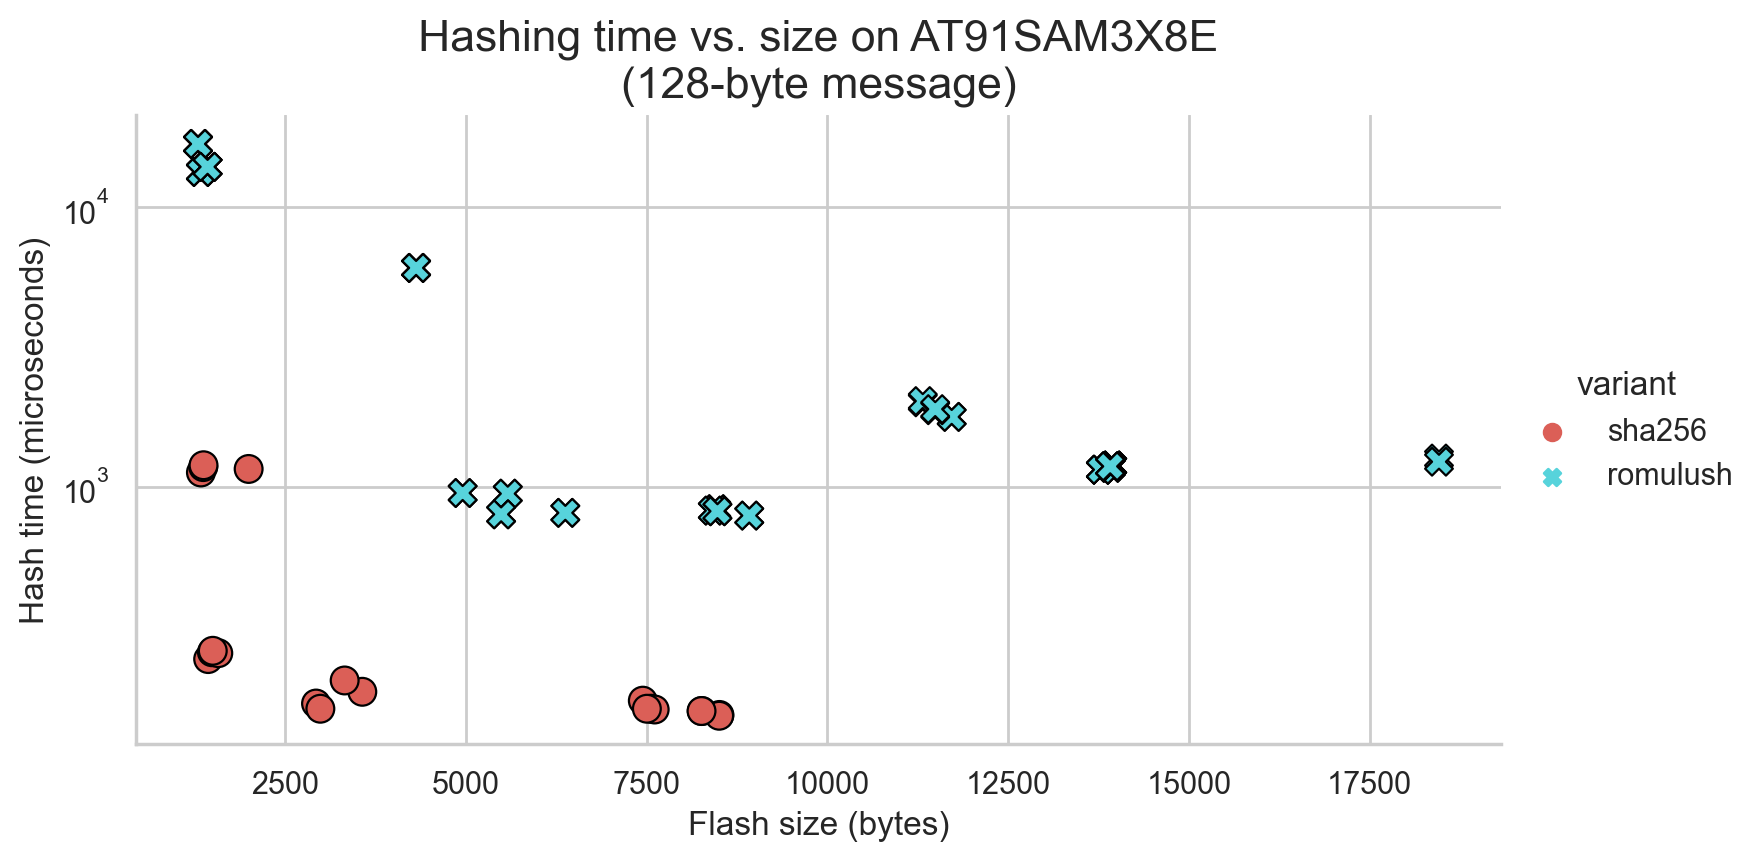 Hashing time vs. size on AT91SAM3X8E
(128-byte message)
Hash time (microseconds)
10^4
10^3
2500 5000 7500 10000 12500 15000 17500
Flash size (bytes)
variant
sha256
romulush